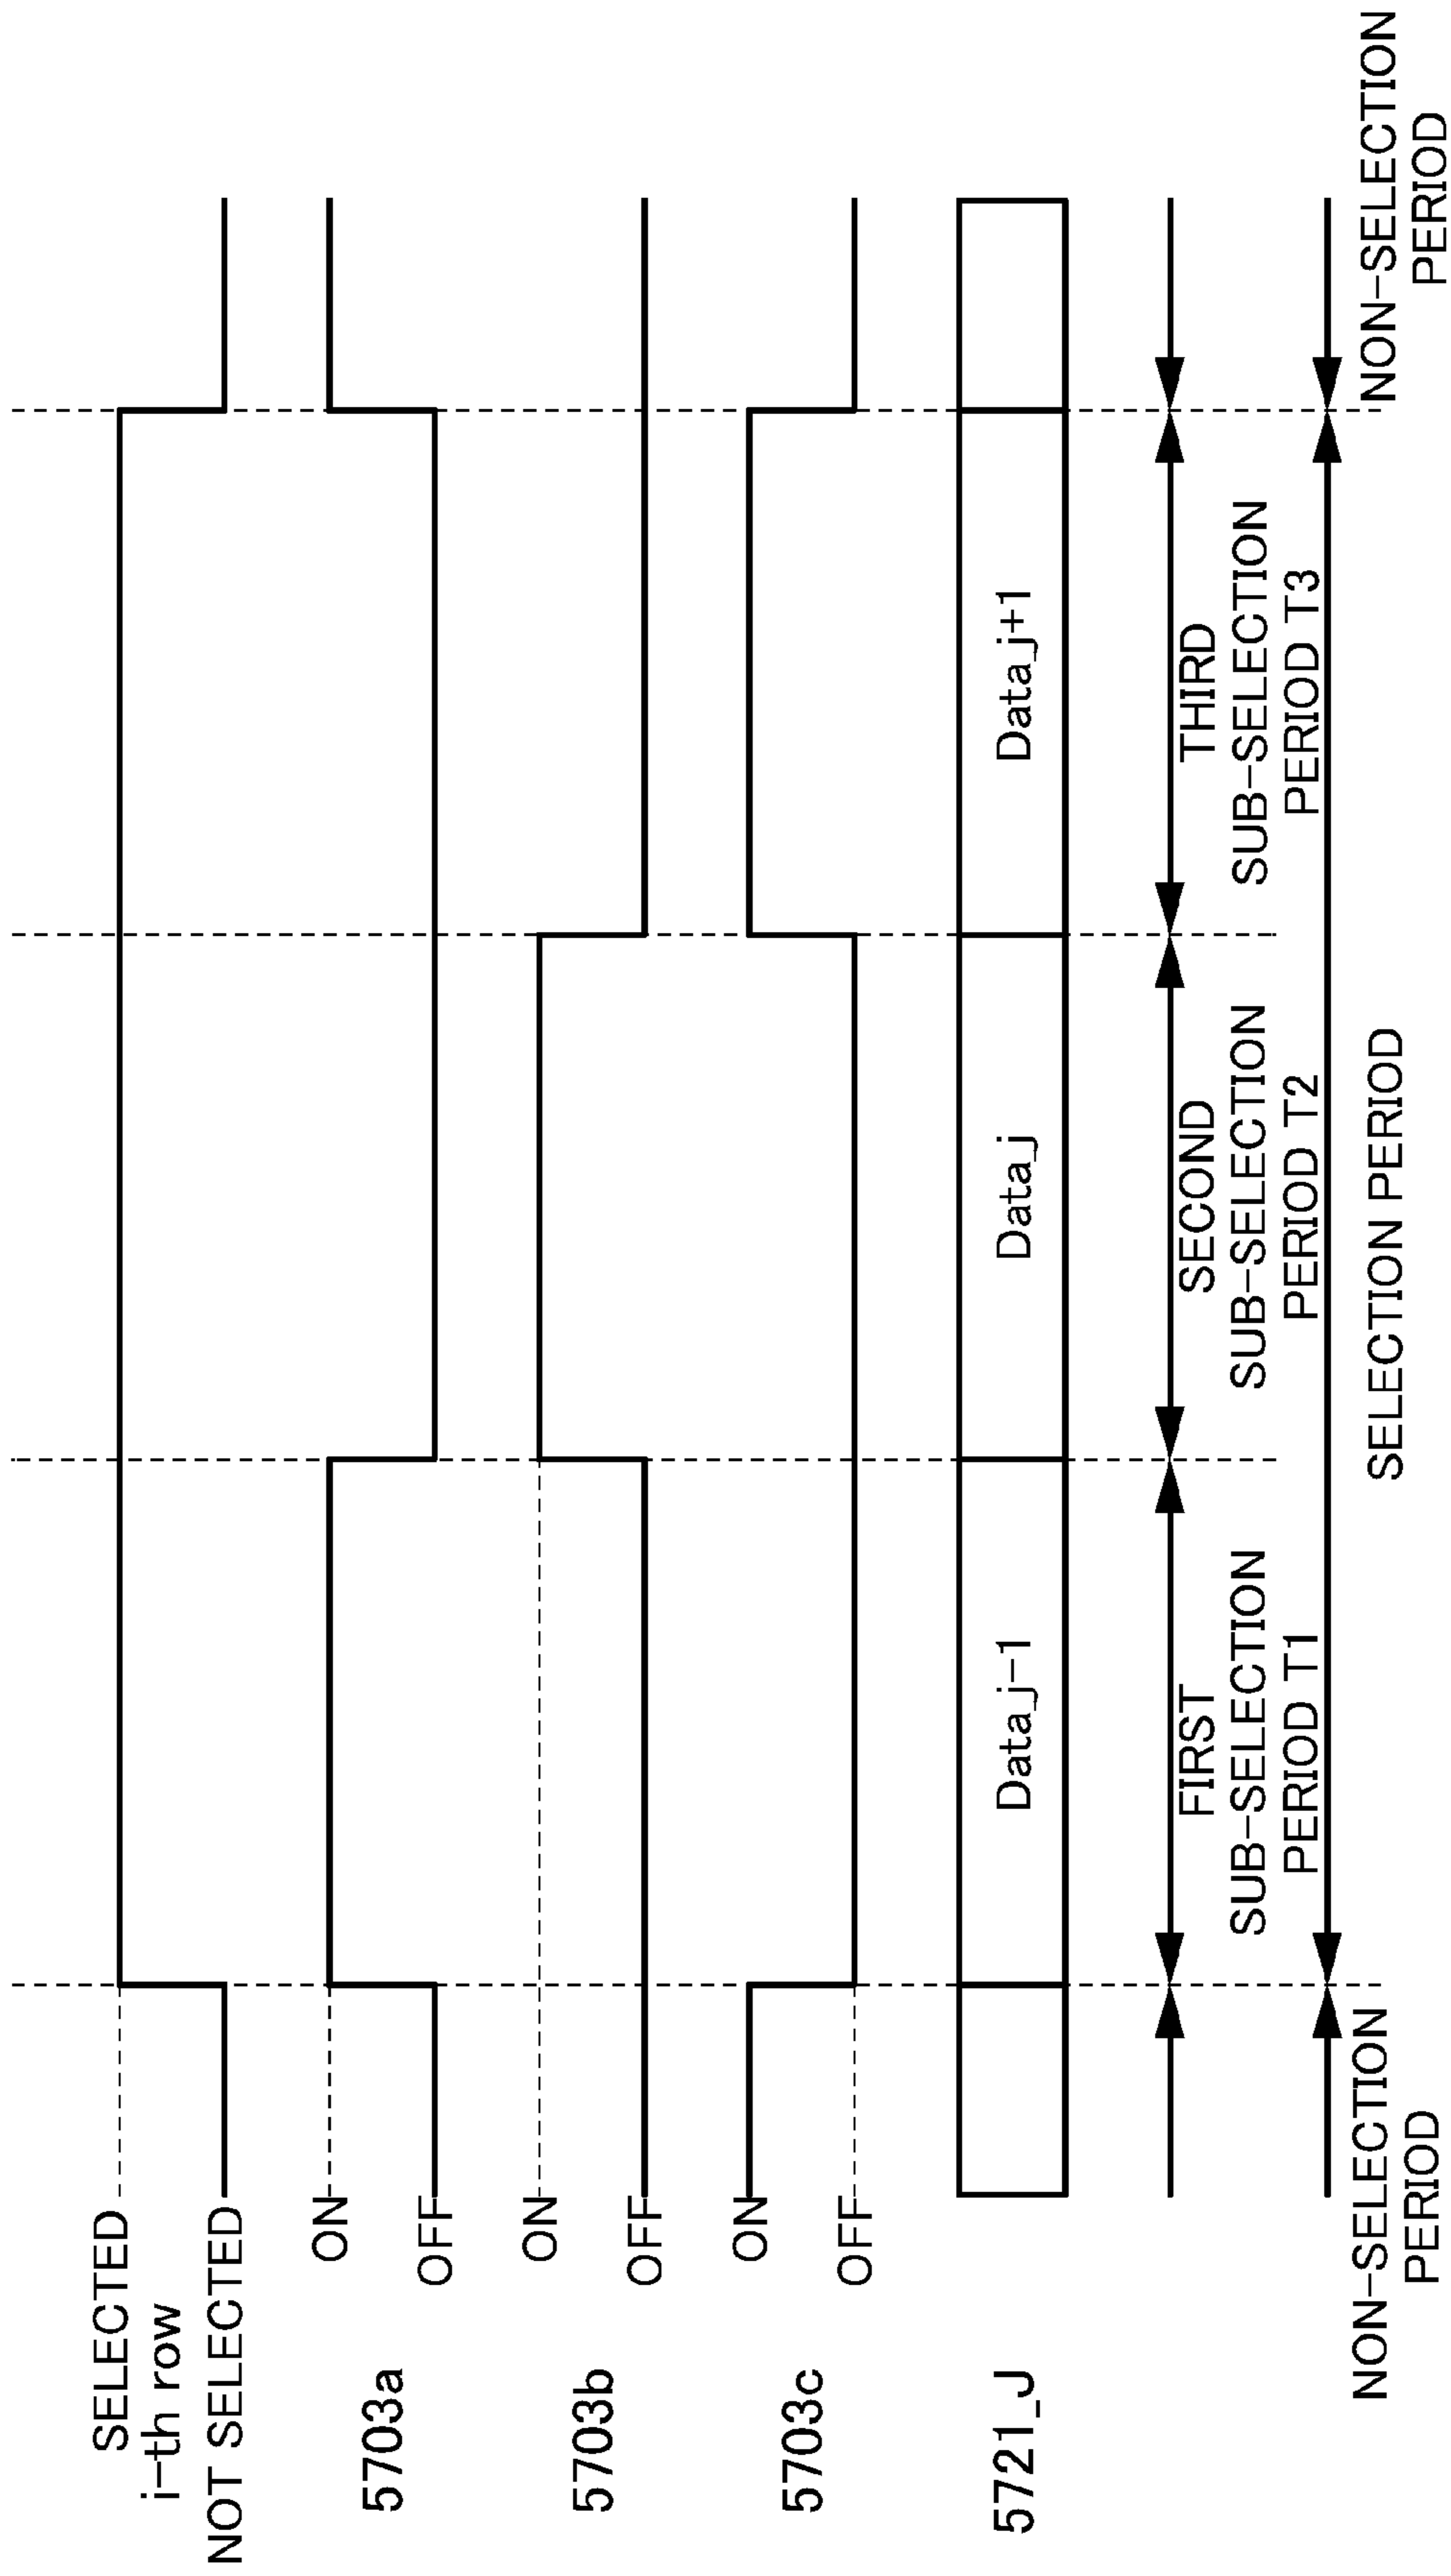 SELECTED
i-th row
NOT SELECTED
5703a
ON
OFF
5703b
ON
OFF
5703c
ON
OFF
5721_J
Data_j-1
Data_j
Data_j+1
FIRST
SUB-SELECTION
PERIOD T1
SECOND
SUB-SELECTION
PERIOD T2
THIRD
SUB-SELECTION
PERIOD T3
NON-SELECTION
PERIOD
SELECTION PERIOD
NON-SELECTION
PERIOD